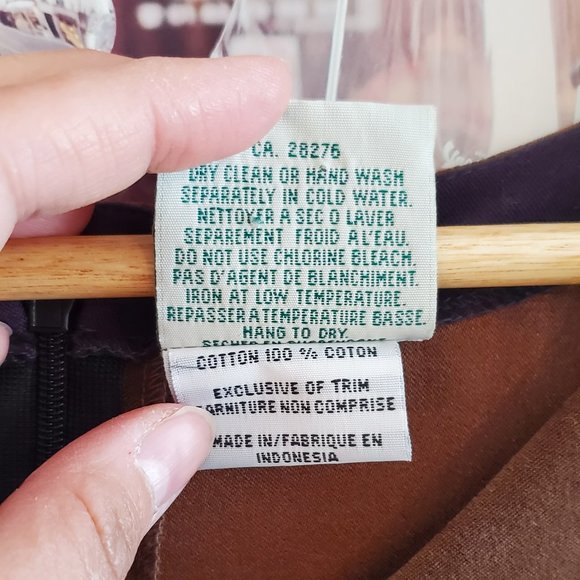 CA. 28276
DRY CLEAN OR HAND WASH
SEPARATELY IN COLD WATER.
NETTOYER A SEC O LAVER
SEPAREMENT FROID A L'EAU.
DO NOT USE CHLORINE BLEACH.
PAS D'AGENT DE BLANCHIMENT.
IRON AT LOW TEMPERATURE.
REPASSER A TEMPERATURE BASSE.
HANG TO DRY.
COTTON 100 % COTON
EXCLUSIVE OF TRIM
GARNITURE NON COMPRISE
MADE IN/FABRIQUE EN
INDONESIA